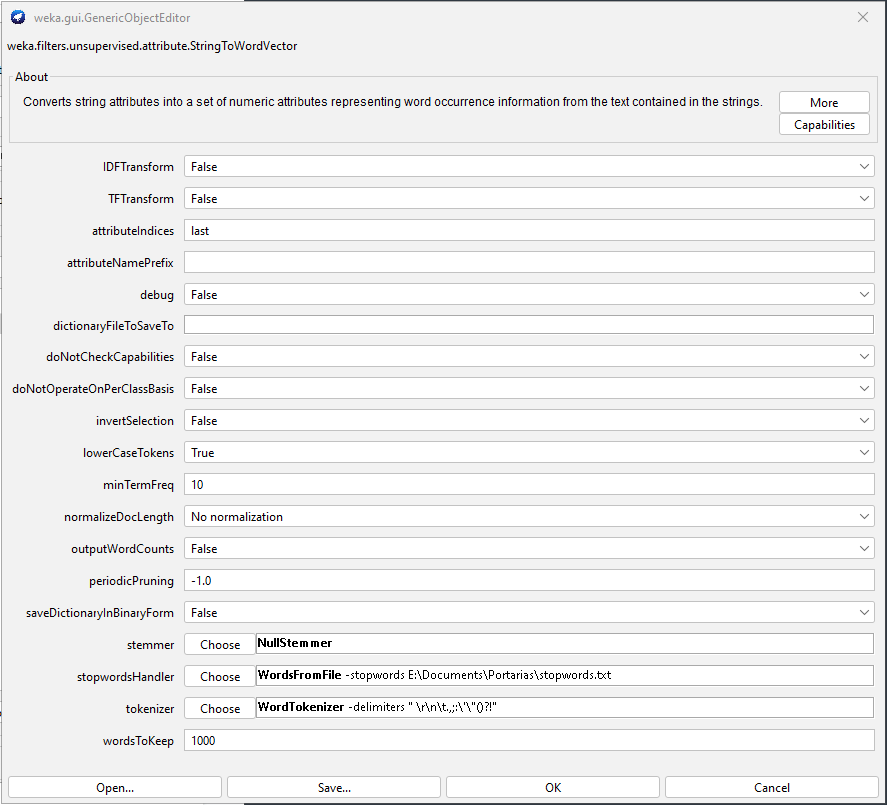 weka.gui.GenericObjectEditor
weka.filters.unsupervised.attribute.StringToWordVector
About
Converts string attributes into a set of numeric attributes representing word occurrence information from the text contained in the strings.
More
Capabilities
IDFTransform False
TFTransform False
attributeIndices last
attributeNamePrefix
debug False
dictionaryFileToSaveTo
doNotCheckCapabilities False
doNotOperateOnPerClassBasis False
invertSelection False
lowerCaseTokens True
minTermFreq 10
normalizeDocLength No normalization
outputWordCounts False
periodicPruning -1.0
saveDictionaryInBinaryForm False
stemmer Choose NullStemmer
stopwordsHandler Choose WordsFromFile -stopwords E:\Documents\Portarias\stopwords.txt
tokenizer Choose WordTokenizer -delimiters " \r\n\t.,;:\'\"()?!"
wordsToKeep 1000
Open... Save... OK Cancel